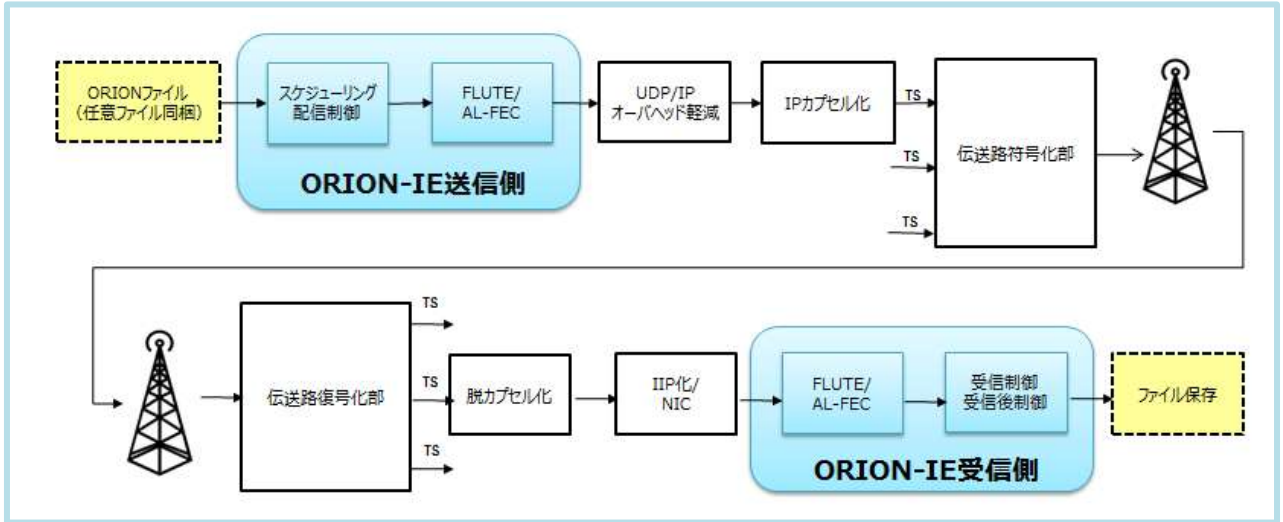 ORIONファイル
（任意ファイル同梱）
スケジューリング
配信制御
FLUTE/
AL-FEC
ORION-IE送信側
UDP/IP
オーバヘッド軽減
IPカプセル化
TS
TS
TS
伝送路符号化部
伝送路復号化部
TS
TS
TS
脱カプセル化
IIP化/
NIC
FLUTE/
AL-FEC
受信制御
受信後制御
ORION-IE受信側
ファイル保存